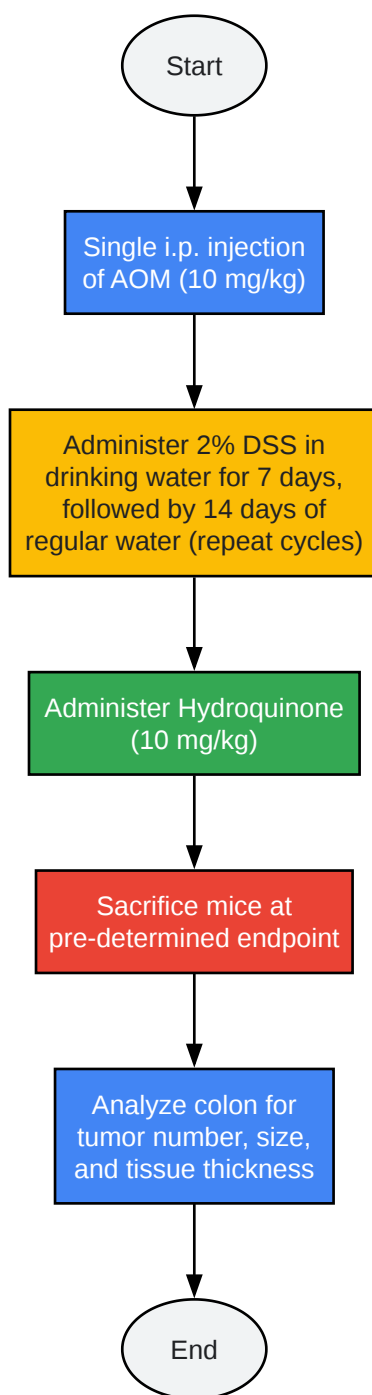 Start
Single i.p. injection
of AOM (10 mg/kg)
Administer 2% DSS in
drinking water for 7 days,
followed by 14 days of
regular water (repeat cycles)
Administer Hydroquinone
(10 mg/kg)
Sacrifice mice at
pre-determined endpoint
Analyze colon for
tumor number, size,
and tissue thickness
End